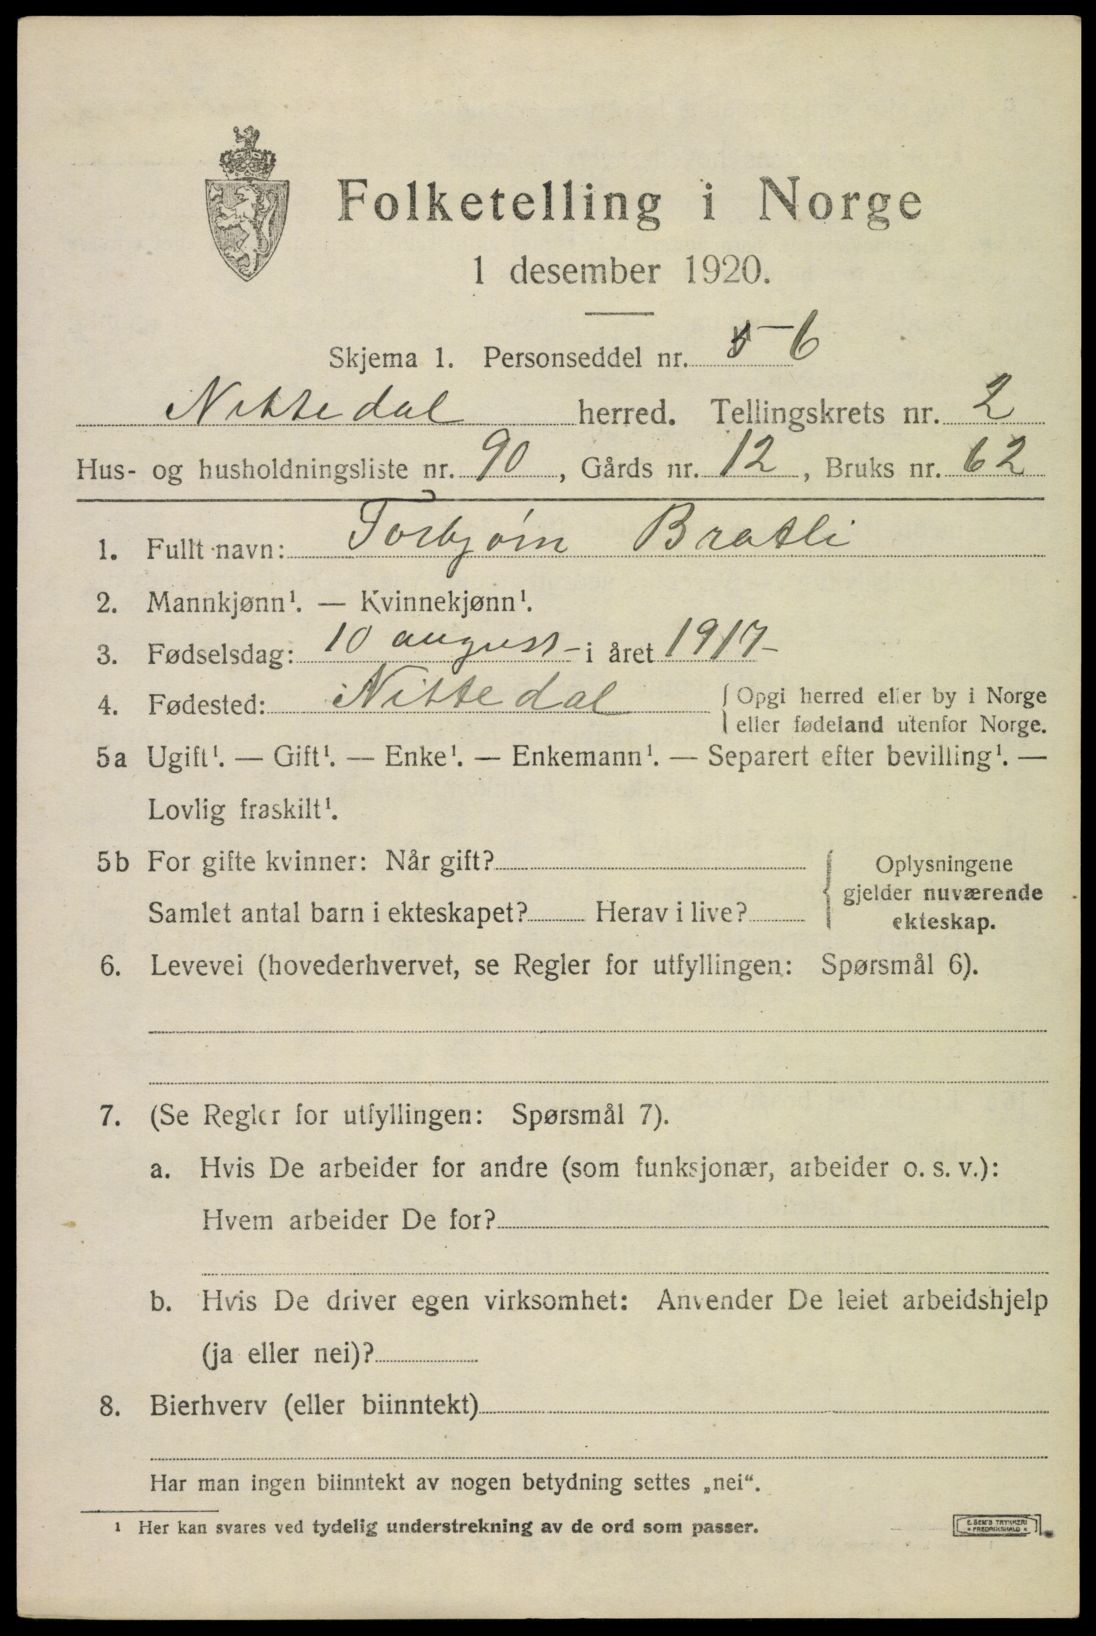 Folketelling i Norge
1 desember 1920.
Skjema 1. Personseddel nr. 6
Nittedal herred. Tellingskrets nr. 2
Hus- og husholdningsliste nr. 90, Gårds nr. 12, Bruks nr. 62
1. Fullt navn: Torbjørn Bratli
2. Mannkjønn¹. — Kvinnekjønn¹.
3. Fødselsdag: 10 august i året 1917
4. Fødested: Nittedal { Opgi herred eller by i Norge
eller fødeland utenfor Norge.
5a Ugift¹. — Gift¹. — Enke¹. — Enkemann¹. — Separert efter bevilling¹. —
Lovlig fraskilt¹.
5b For gifte kvinner: Når gift?
Samlet antal barn i ekteskapet? Herav i live?
Oplysningene
gjelder nuværende
ekteskap.
6. Levevei (hovederhvervet, se Regler for utfyllingen: Spørsmål 6).
7. (Se Regler for utfyllingen: Spørsmål 7).
a. Hvis De arbeider for andre (som funksjonær, arbeider o. s. v.):
Hvem arbeider De for?
b. Hvis De driver egen virksomhet: Anvender De leiet arbeidshjelp
(ja eller nei)?
8. Bierhverv (eller biinntekt)
Har man ingen biinntekt av nogen betydning settes „nei“.
¹ Her kan svares ved tydelig understrekning av de ord som passer.
E. SEM'S TRYKKERI
* FREDRIKSHALD *